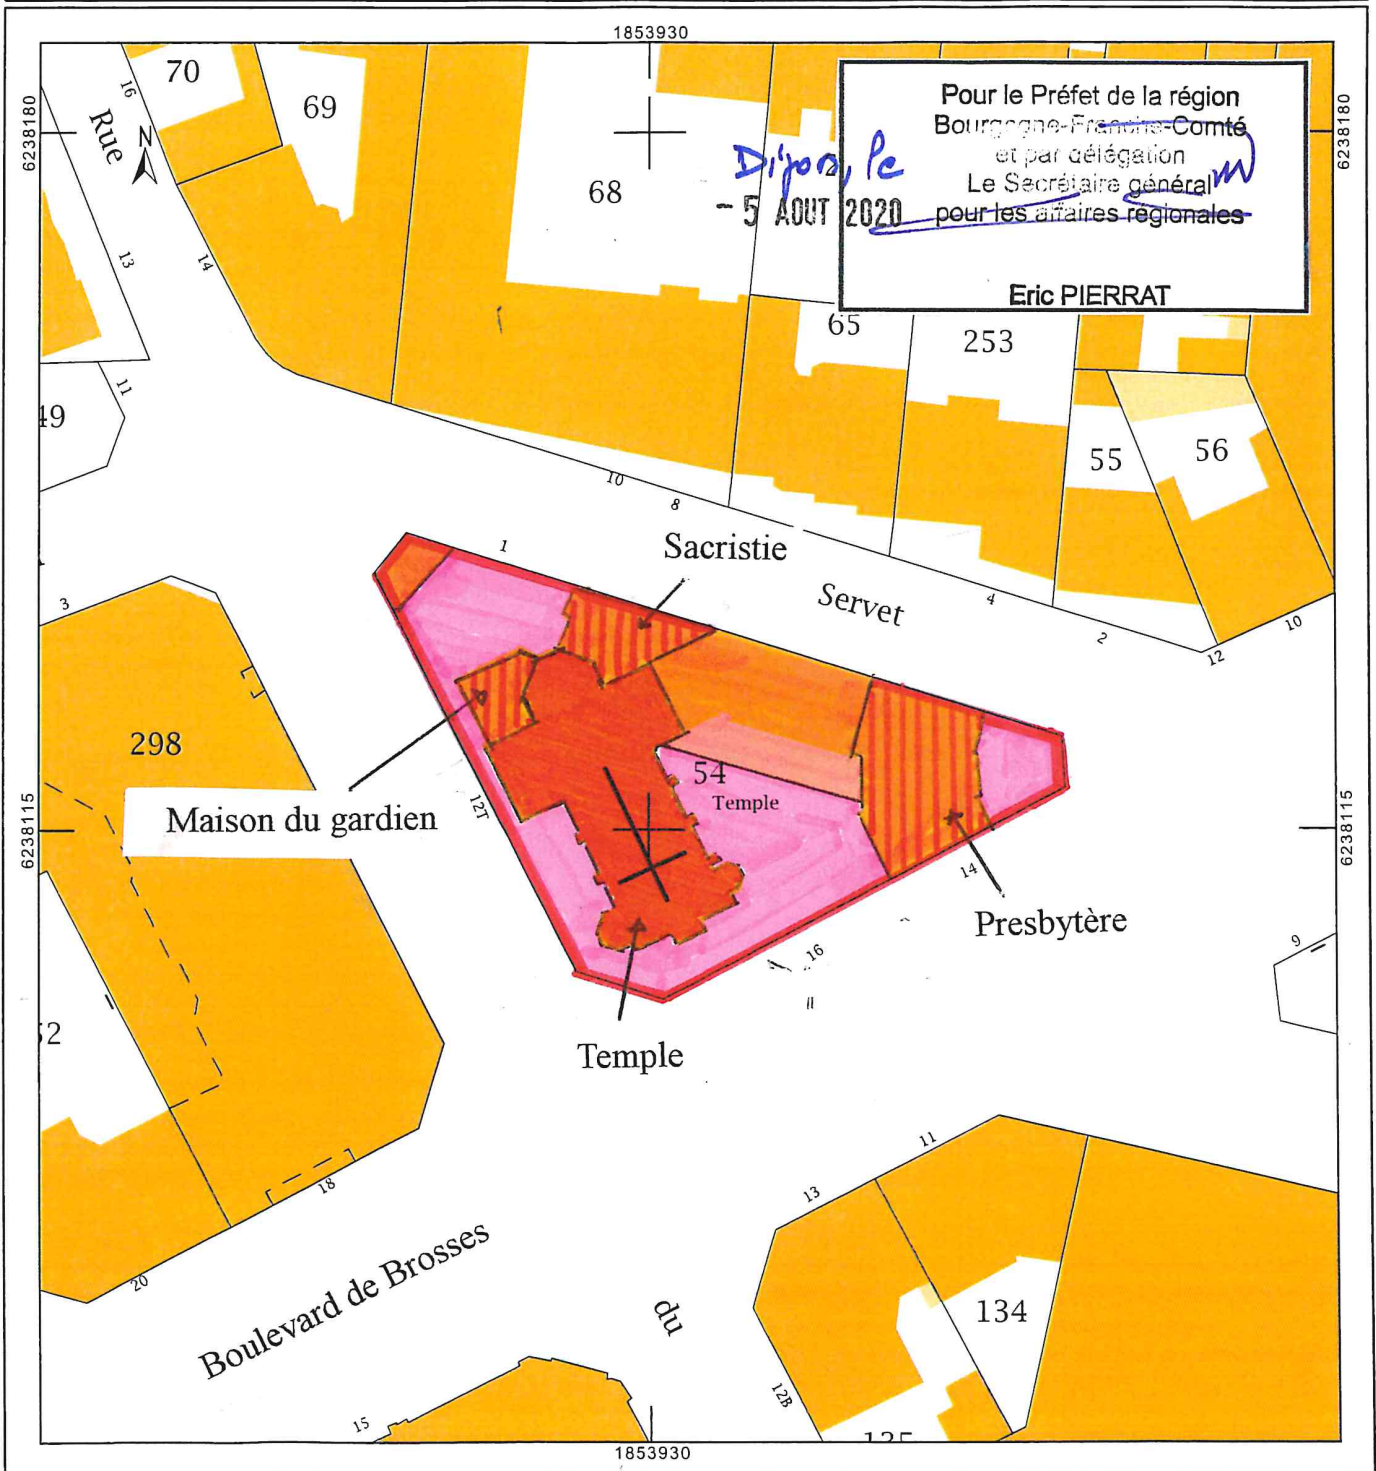 1853930
6238180
6238180
70
16
69
Rue
N
68
Pour le Préfet de la région
Bourgogne-Franche-Comté
et par délégation
Le Secrétaire général
pour les affaires régionales
Eric PIERRAT
Dijon, le
- 5 AOUT 2020
13
14
65
253
11
49
55
56
10
8
1
Sacristie
Servet
4
2
12
10
3
298
54
Temple
Maison du gardien
12T
6238115
6238115
14
Presbytère
16
9
52
Temple
11
13
18
20
Boulevard de Brosses
du
134
12B
15
135
1853930